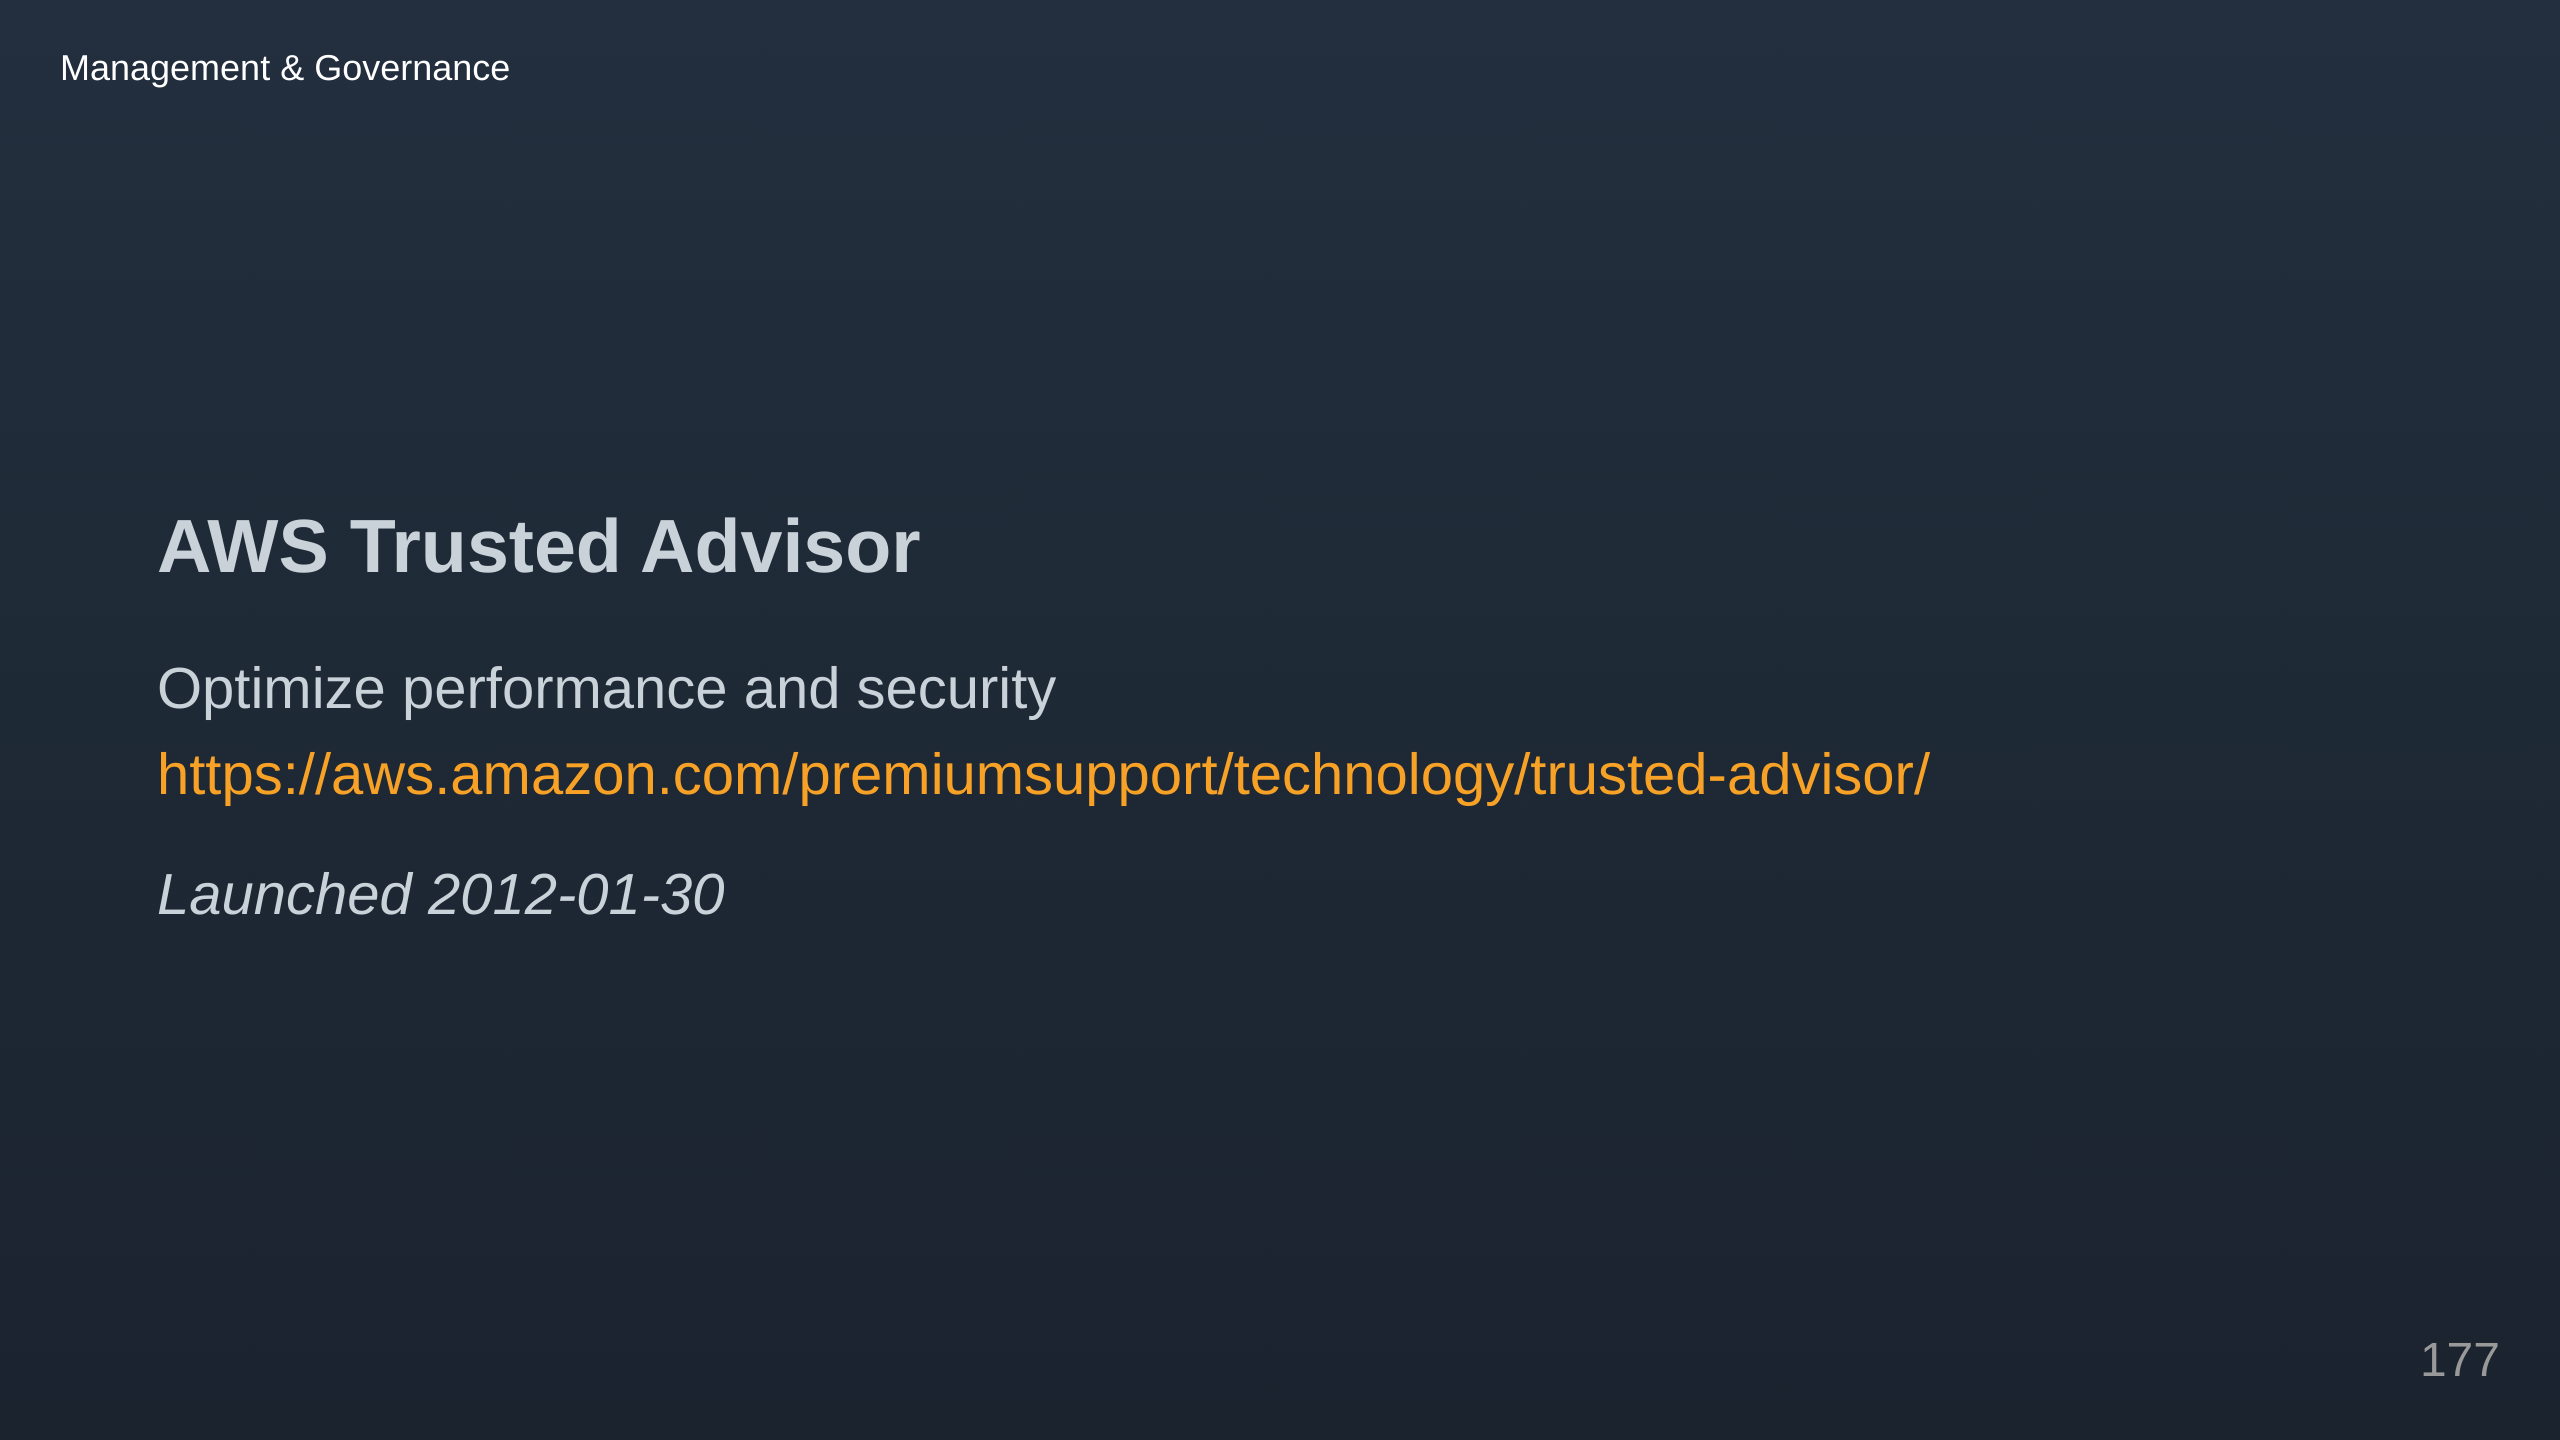 Management & Governance
AWS Trusted Advisor
Optimize performance and security
https://aws.amazon.com/premiumsupport/technology/trusted-advisor/
Launched 2012-01-30
177